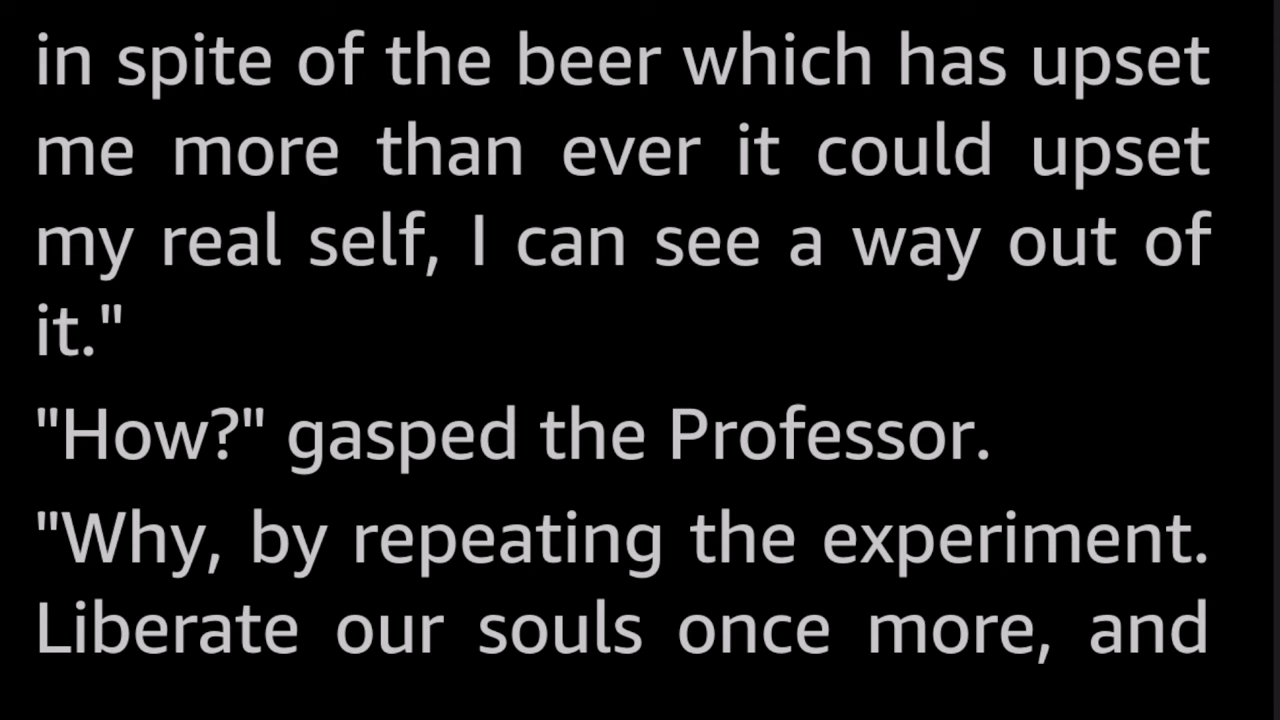 in spite of the beer which has upset
me more than ever it could upset
my real self, I can see a way out of
it."
"How?" gasped the Professor.
"Why, by repeating the experiment.
Liberate our souls once more, and